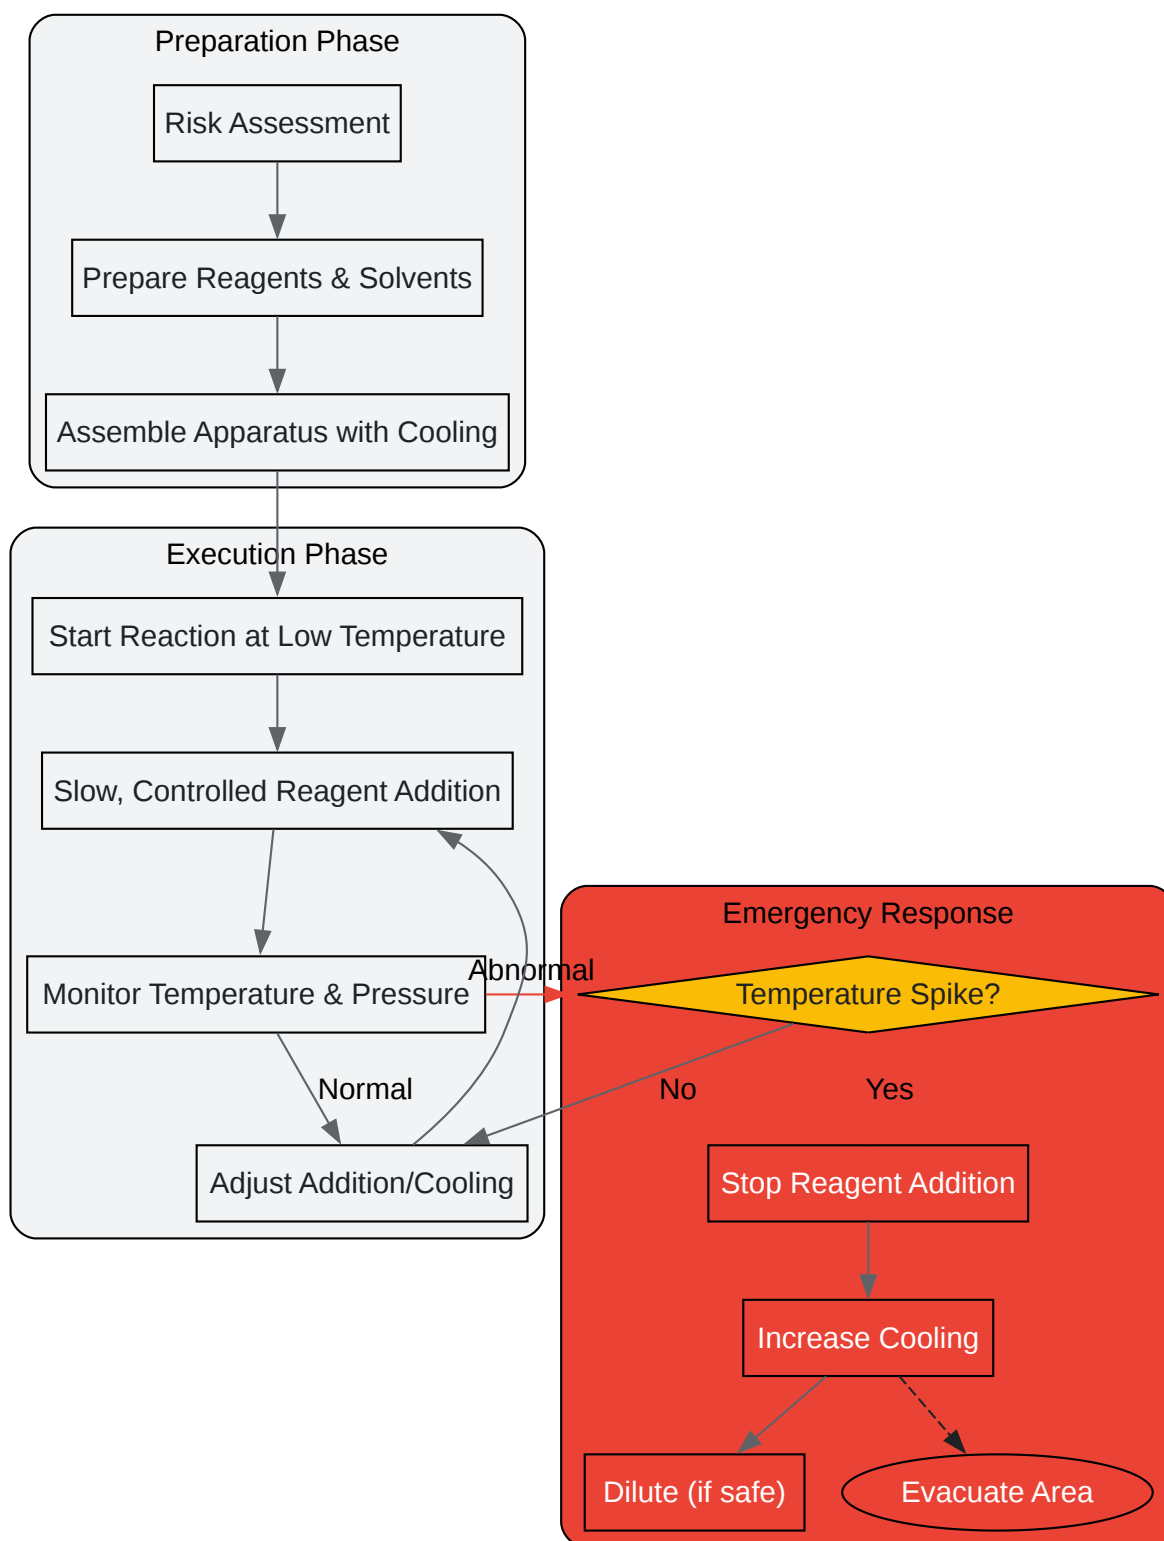 Preparation Phase
Risk Assessment
Prepare Reagents & Solvents
Assemble Apparatus with Cooling
Execution Phase
Start Reaction at Low Temperature
Slow, Controlled Reagent Addition
Emergency Response
Abnormal
Monitor Temperature & Pressure
Temperature Spike?
Normal
No
Yes
Adjust Addition/Cooling
Stop Reagent Addition
Increase Cooling
Dilute (if safe)
Evacuate Area